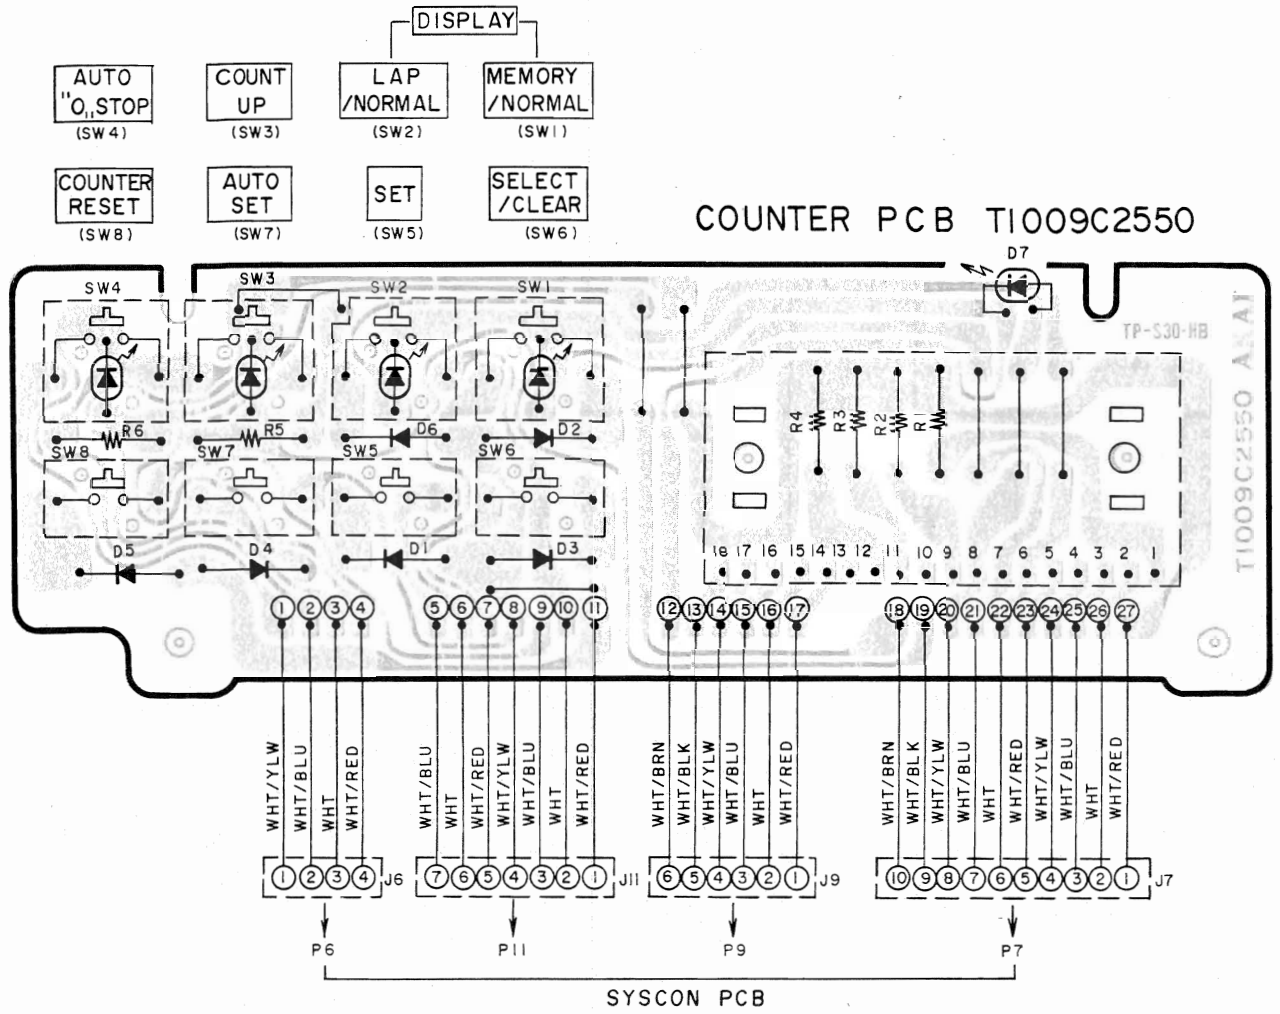 DISPLAY
AUTO "O„ STOP (SW4)
COUNT UP (SW3)
LAP /NORMAL (SW2)
MEMORY /NORMAL (SW1)
COUNTER RESET (SW8)
AUTO SET (SW7)
SET (SW5)
SELECT /CLEAR (SW6)
COUNTER PCB T1009C2550
D7
SW4 SW3 SW2 SW1
TP-S30-HB
T1009C2550 AKAI
R6 R5 D6 D2
R4 R3 R2 R1
SW8 SW7 SW5 SW6
D5 D4 D1 D3
18 17 16 15 14 13 12 11 10 9 8 7 6 5 4 3 2 1
1 2 3 4 5 6 7 8 9 10 11 12 13 14 15 16 17 18 19 20 21 22 23 24 25 26 27
WHT/YLW WHT/BLU WHT WHT/RED
WHT/BLU WHT WHT/RED WHT/YLW WHT/BLU WHT WHT/RED
WHT/BRN WHT/BLK WHT/YLW WHT/BLU WHT WHT/RED
WHT/BRN WHT/BLK WHT/YLW WHT/BLU WHT WHT/RED WHT/YLW WHT/BLU WHT WHT/RED
1 2 3 4 J6
7 6 5 4 3 2 1 J11
6 5 4 3 2 1 J9
10 9 8 7 6 5 4 3 2 1 J7
P6 P11 P9 P7
SYSCON PCB